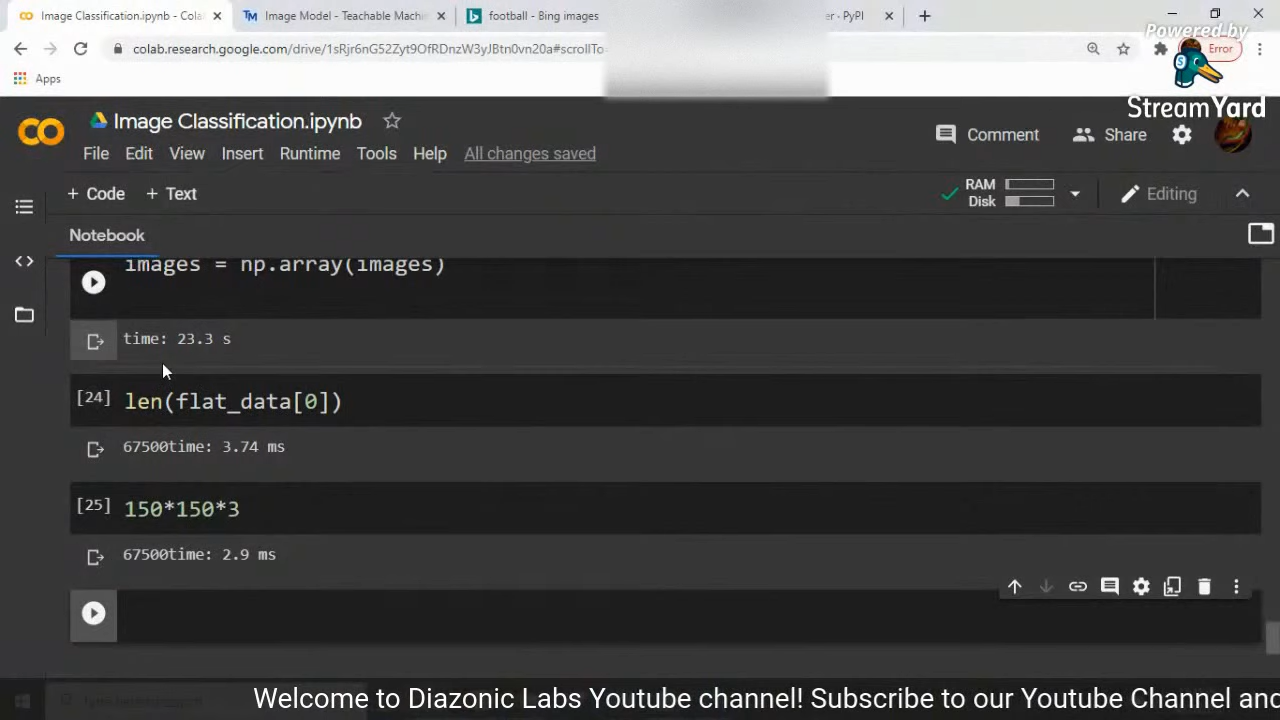 Image Classification.ipynb - Cola
Image Model - Teachable Machi
football - Bing images
er - PyPI
colab.research.google.com/drive/1sRjr6nG52Zyt9OfRDnzW3yJBtn0vn20a#scrollTo=
Error
Apps
Powered by
StreamYard
Image Classification.ipynb
File Edit View Insert Runtime Tools Help All changes saved
Comment
Share
+ Code + Text
RAM
Disk
Editing
Notebook
images = np.array(images)
time: 23.3 s
[24] len(flat_data[0])
67500time: 3.74 ms
[25] 150*150*3
67500time: 2.9 ms
Welcome to Diazonic Labs Youtube channel! Subscribe to our Youtube Channel and